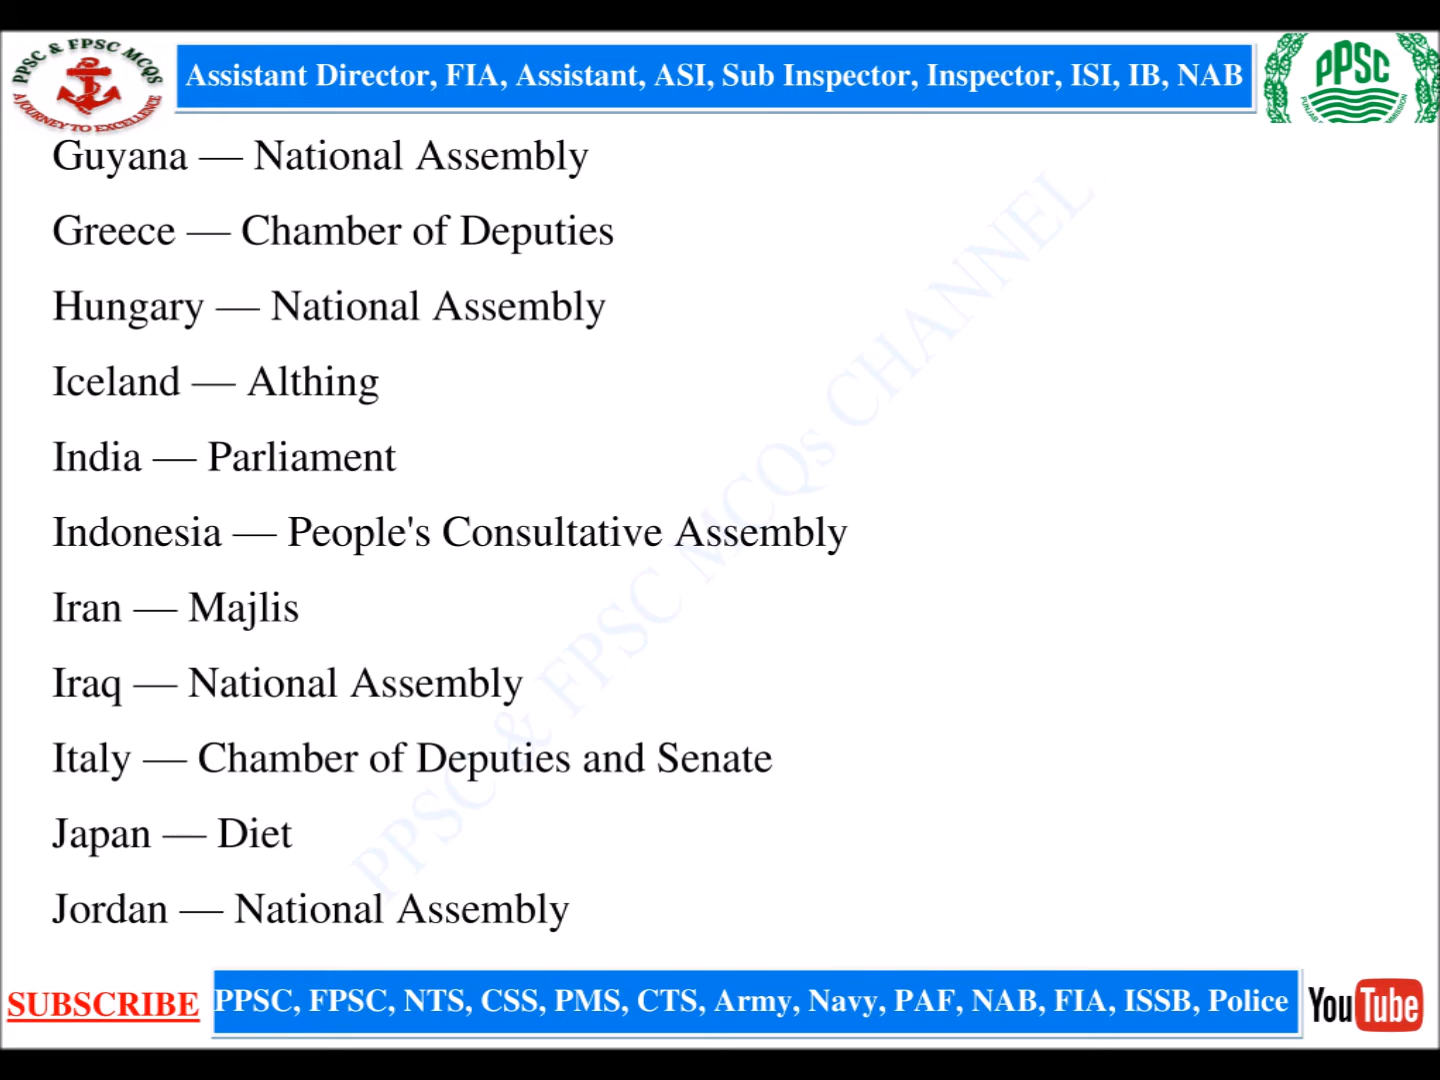 PPSC & FPSC MCQS
A JOURNEY TO EXCELLENCE
Assistant Director, FIA, Assistant, ASI, Sub Inspector, Inspector, ISI, IB, NAB
PPSC
Guyana — National Assembly
Greece — Chamber of Deputies
Hungary — National Assembly
Iceland — Althing
India — Parliament
Indonesia — People's Consultative Assembly
Iran — Majlis
Iraq — National Assembly
Italy — Chamber of Deputies and Senate
Japan — Diet
Jordan — National Assembly
PPSC & FPSC MCQs CHANNEL
SUBSCRIBE
PPSC, FPSC, NTS, CSS, PMS, CTS, Army, Navy, PAF, NAB, FIA, ISSB, Police
YouTube